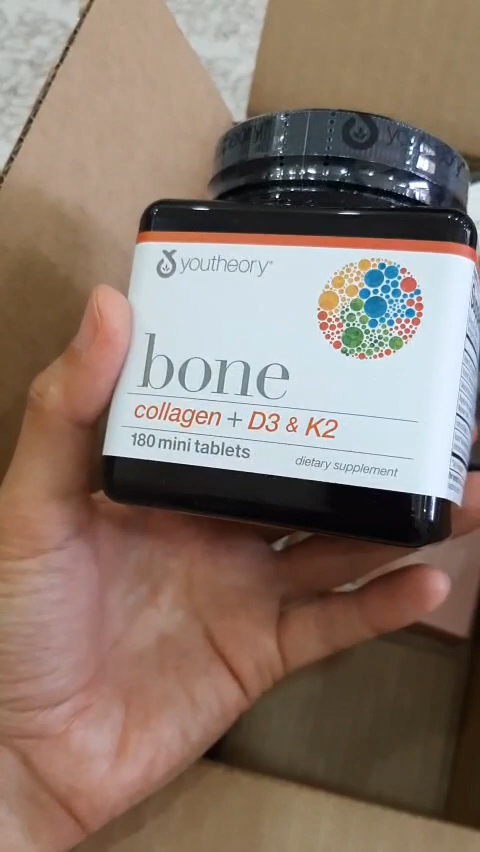 youtheory®
bone
collagen + D3 & K2
180 mini tablets
dietary supplement